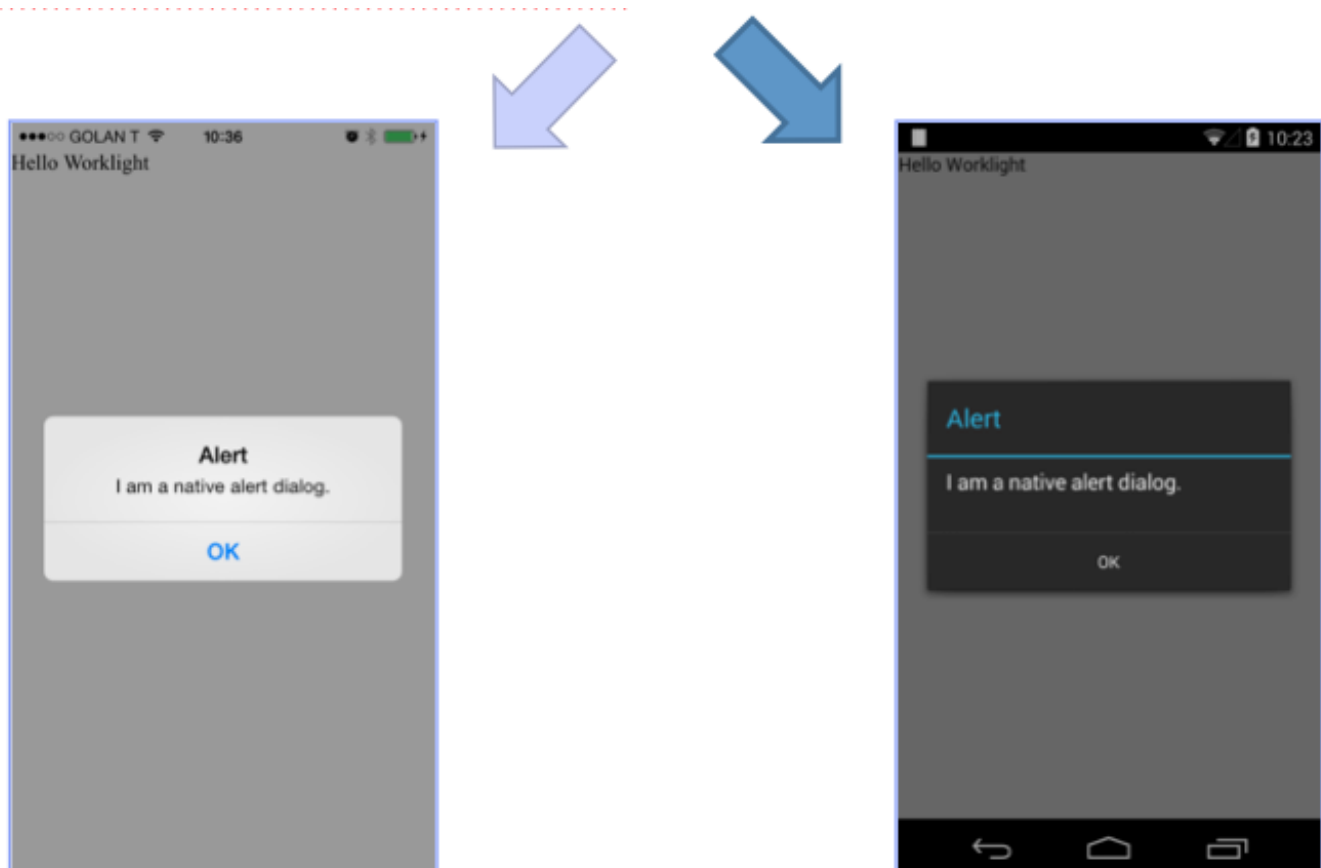 GOLAN T 10:36
Hello Worklight
Alert
I am a native alert dialog.
OK
10:23
Hello Worklight
Alert
I am a native alert dialog.
OK